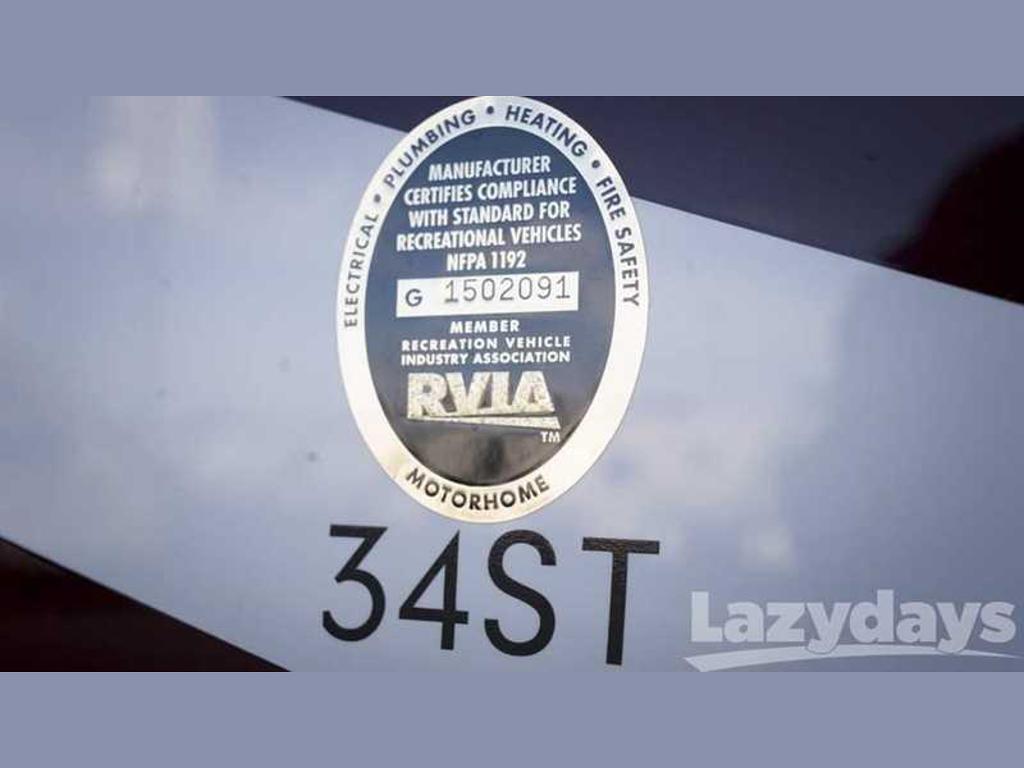 ELECTRICAL • PLUMBING • HEATING • FIRE SAFETY
MANUFACTURER
CERTIFIES COMPLIANCE
WITH STANDARD FOR
RECREATIONAL VEHICLES
NFPA 1192
G 1502091
MEMBER
RECREATION VEHICLE
INDUSTRY ASSOCIATION
RVIA
TM
MOTORHOME
34ST
Lazydays